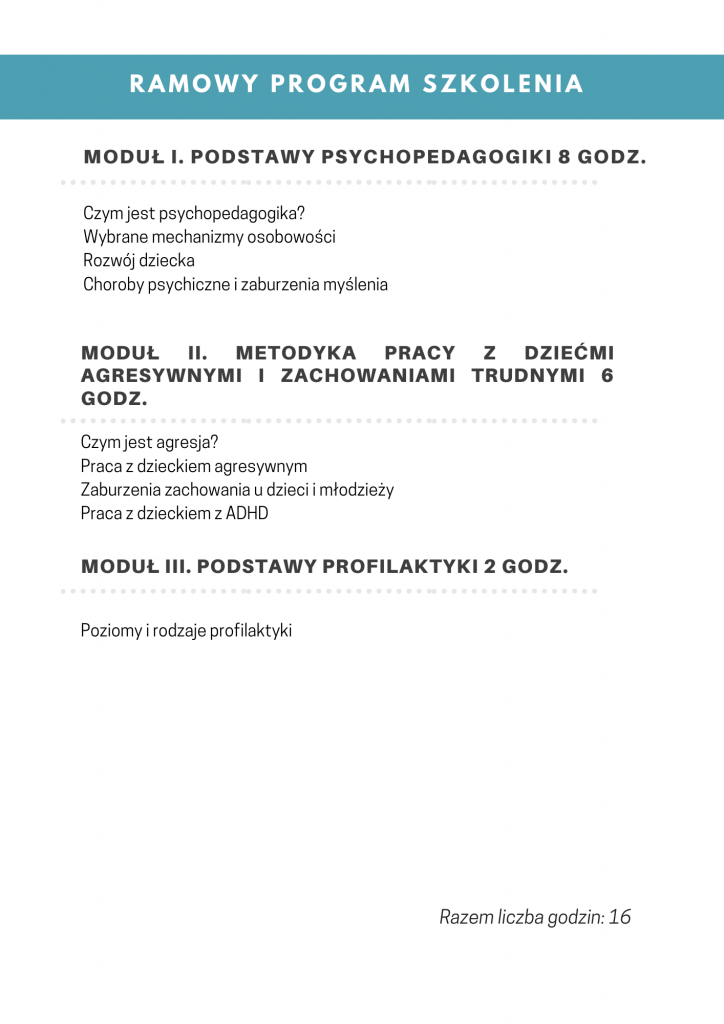 RAMOWY PROGRAM SZKOLENIA
MODUŁ I. PODSTAWY PSYCHOPEDAGOGIKI 8 GODZ.
Czym jest psychopedagogika?
Wybrane mechanizmy osobowości
Rozwój dziecka
Choroby psychiczne i zaburzenia myślenia
MODUŁ II. METODYKA PRACY Z DZIEĆMI
AGRESYWNYMI I ZACHOWANIAMI TRUDNYMI 6
GODZ.
Czym jest agresja?
Praca z dzieckiem agresywnym
Zaburzenia zachowania u dzieci i młodzieży
Praca z dzieckiem z ADHD
MODUŁ III. PODSTAWY PROFILAKTYKI 2 GODZ.
Poziomy i rodzaje profilaktyki
Razem liczba godzin: 16